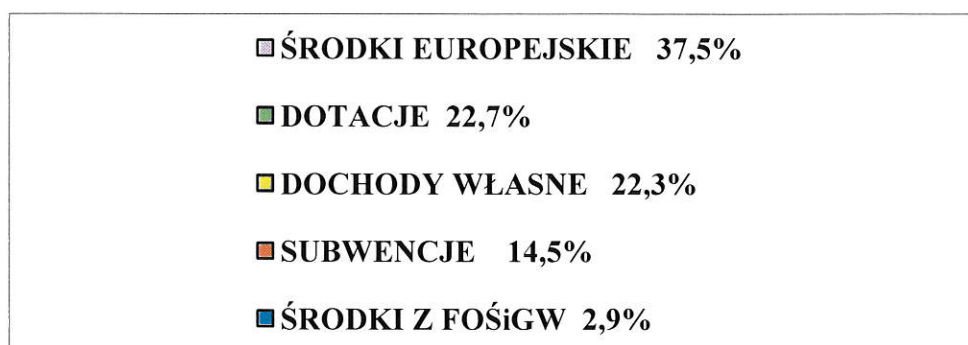 ŚRODKI EUROPEJSKIE 37,5%
DOTACJE 22,7%
DOCHODY WŁASNE 22,3%
SUBWENCJE 14,5%
ŚRODKI Z FOŚiGW 2,9%